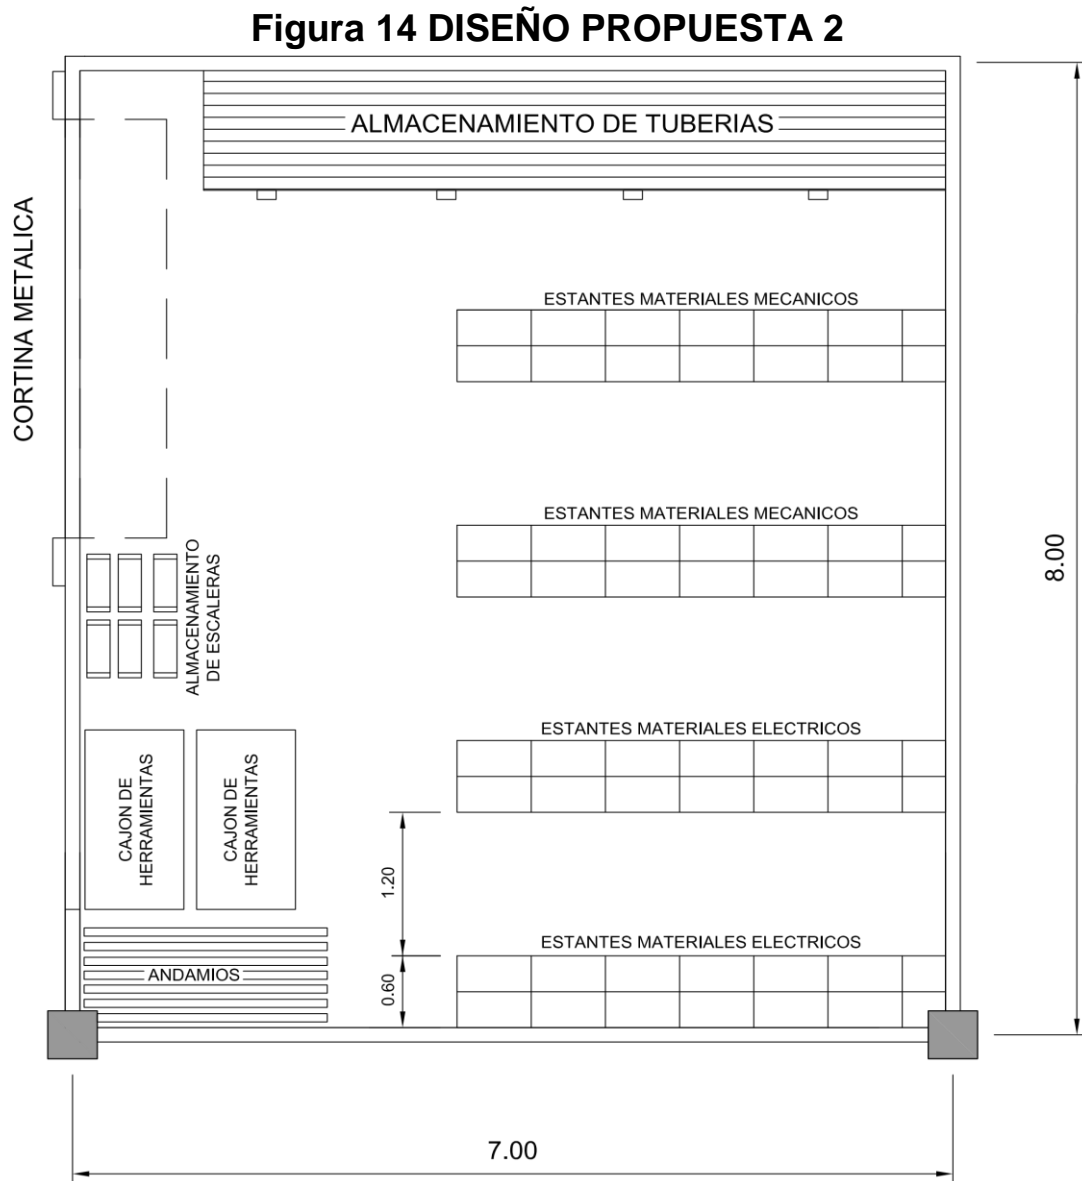 Figura 14 DISEÑO PROPUESTA 2
ALMACENAMIENTO DE TUBERIAS
CORTINA METALICA
ESTANTES MATERIALES MECANICOS
ESTANTES MATERIALES MECANICOS
8.00
ALMACENAMIENTO
DE ESCALERAS
ESTANTES MATERIALES ELECTRICOS
CAJON DE
HERRAMIENTAS
CAJON DE
HERRAMIENTAS
1.20
ESTANTES MATERIALES ELECTRICOS
ANDAMIOS
0.60
7.00